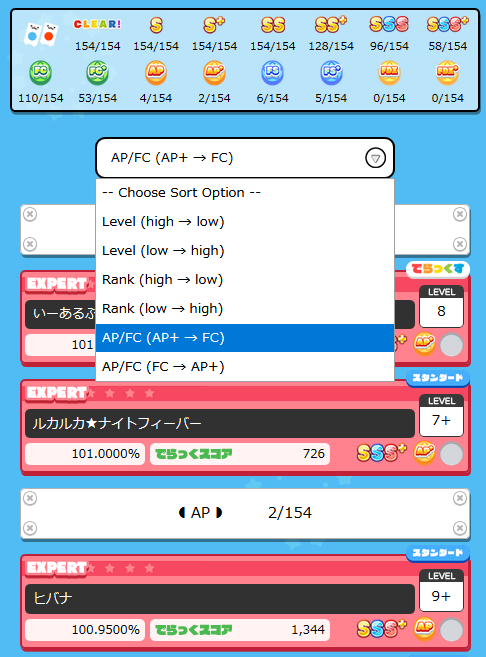 CLEAR! S S+ SS SS+ SSS SSS+
154/154 154/154 154/154 154/154 128/154 96/154 58/154
FC FC+ AP AP+ FS FS+ FDX FDX+
110/154 53/154 4/154 2/154 6/154 5/154 0/154 0/154
AP/FC (AP+ → FC)
-- Choose Sort Option --
Level (high → low)
Level (low → high)
Rank (high → low)
Rank (low → high)
AP/FC (AP+ → FC)
AP/FC (FC → AP+)
でらっくす
EXPERT
LEVEL
いーあるふ
8
101
AP+
スタンダード
EXPERT
LEVEL
ルカルカ★ナイトフィーバー
7+
101.0000% でらっくスコア 726 SSS+ AP+
◖ AP ◗ 2/154
スタンダード
EXPERT
LEVEL
ヒバナ
9+
100.9500% でらっくスコア 1,344 SSS+ AP